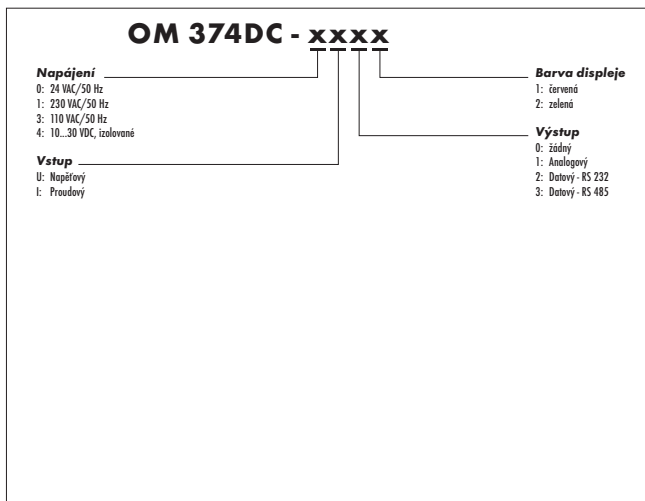 OM 374DC - xxxx
Napájení
0: 24 VAC/50 Hz
1: 230 VAC/50 Hz
3: 110 VAC/50 Hz
4: 10...30 VDC, izolované
Vstup
U: Napěťový
I: Proudový
Barva displeje
1: červená
2: zelená
Výstup
0: žádný
1: Analogový
2: Datový - RS 232
3: Datový - RS 485